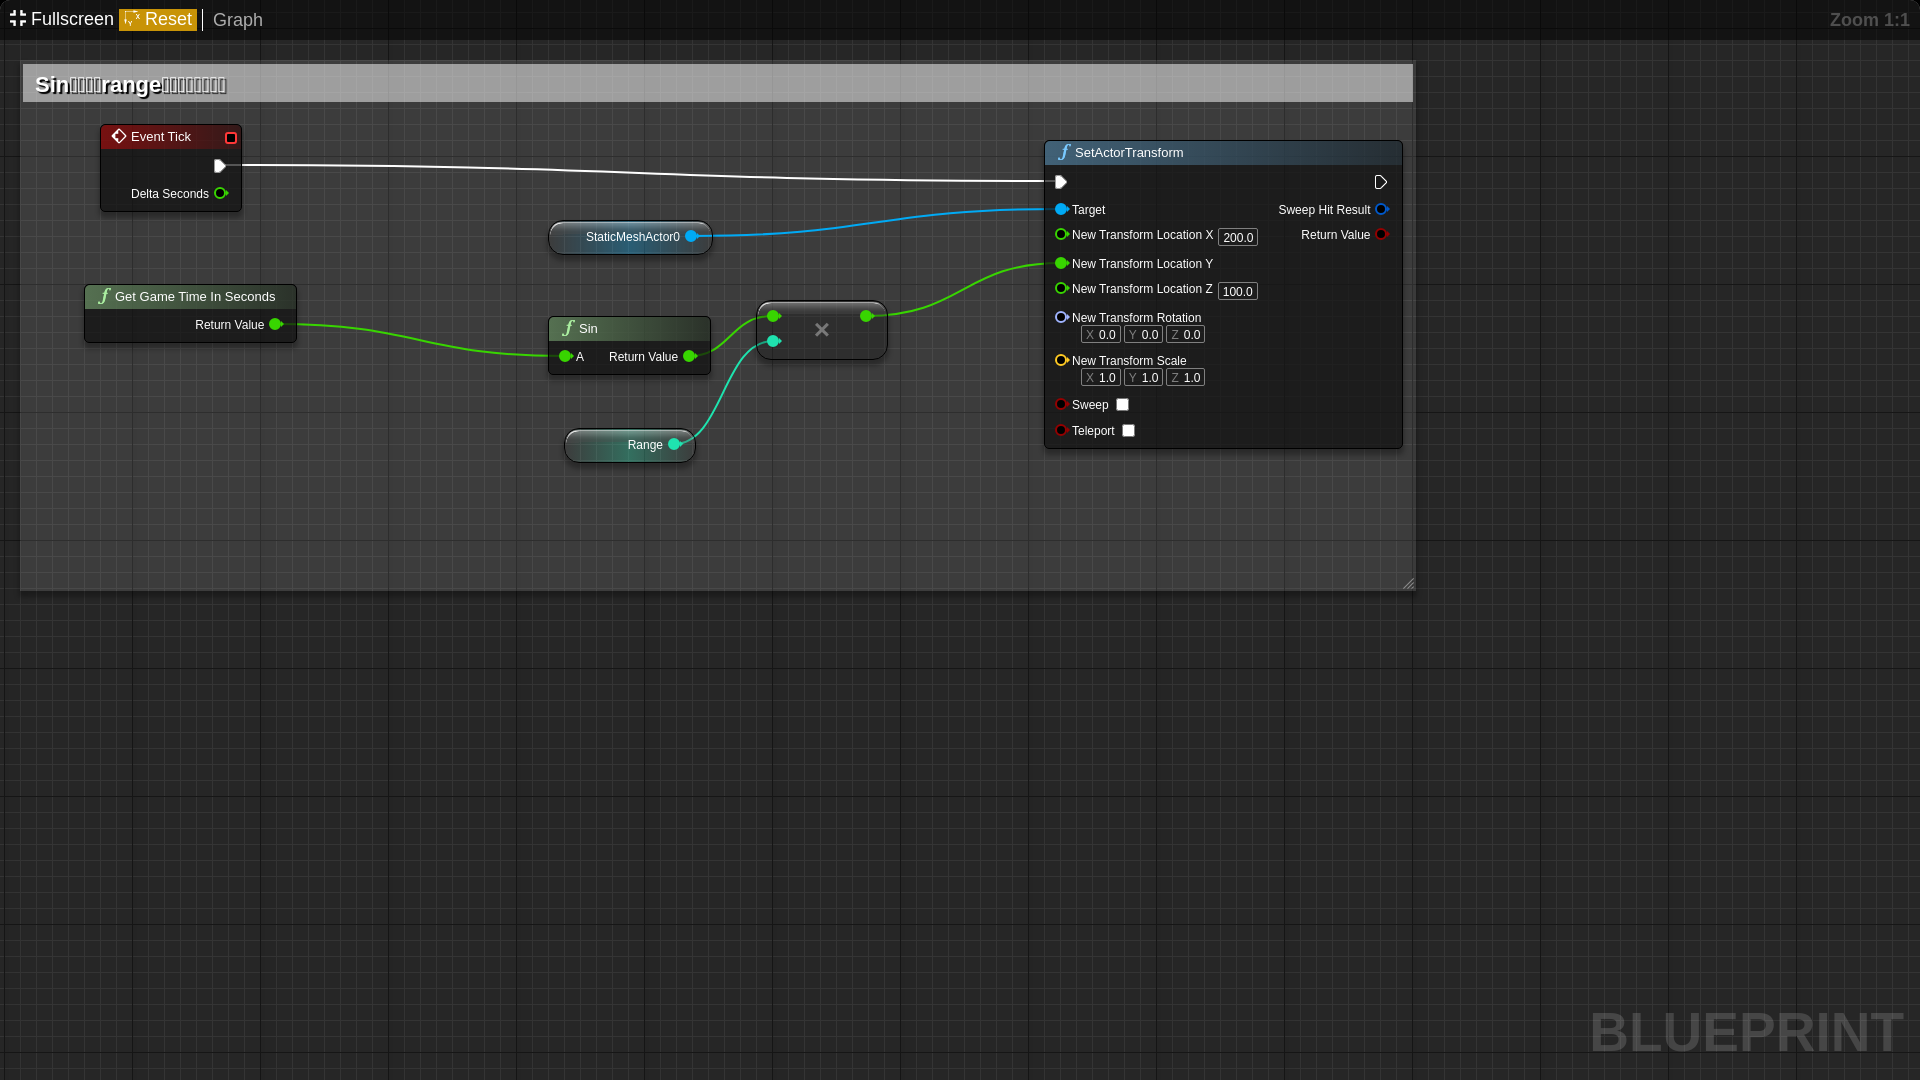 Fullscreen Reset Graph
Zoom 1:1
Sin range
Event Tick
Delta Seconds
SetActorTransform
Target
Sweep Hit Result
New Transform Location X 200.0
Return Value
New Transform Location Y
New Transform Location Z 100.0
New Transform Rotation
X 0.0 Y 0.0 Z 0.0
New Transform Scale
X 1.0 Y 1.0 Z 1.0
Sweep
Teleport
StaticMeshActor0
Get Game Time In Seconds
Return Value
Sin
A Return Value
Range
BLUEPRINT